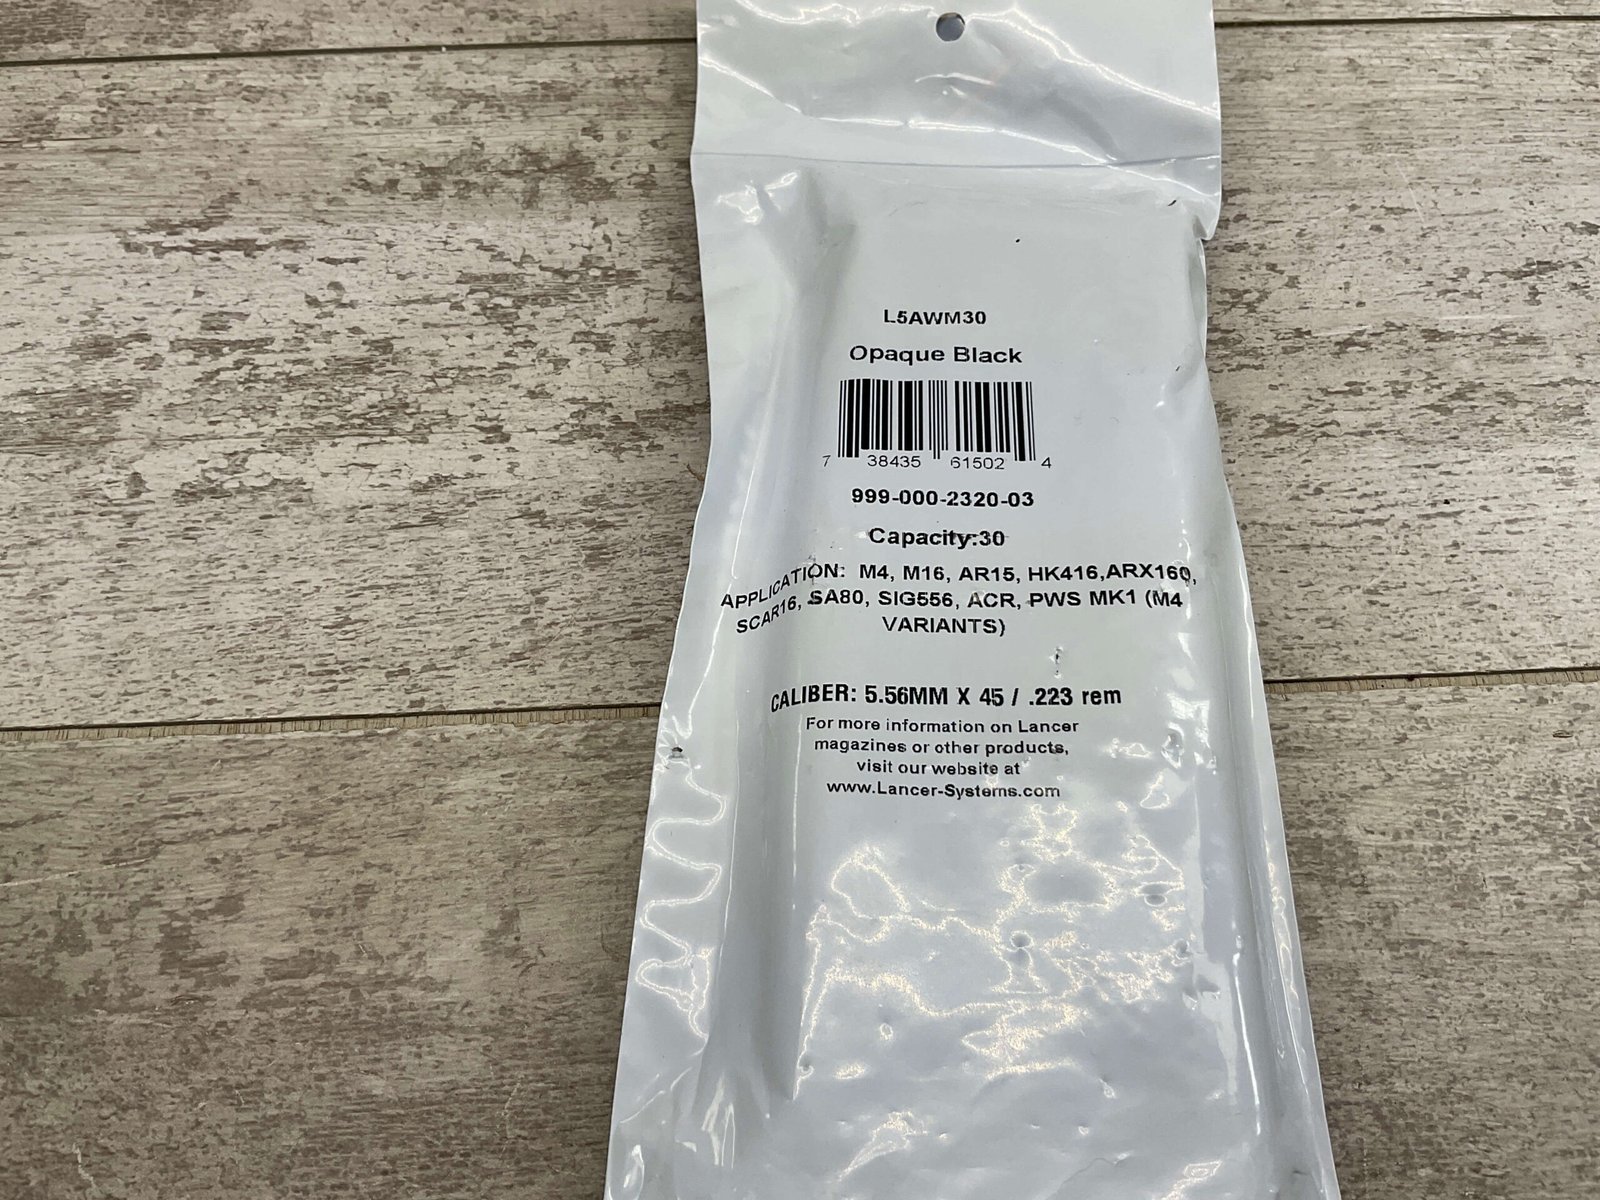 L5AWM30
Opaque Black
7 38435 61502 4
999-000-2320-03
Capacity:30
APPLICATION: M4, M16, AR15, HK416,ARX160,
SCAR16, SA80, SIG556, ACR, PWS MK1 (M4
VARIANTS)
CALIBER: 5.56MM X 45 / .223 rem
For more information on Lancer
magazines or other products,
visit our website at
www.Lancer-Systems.com